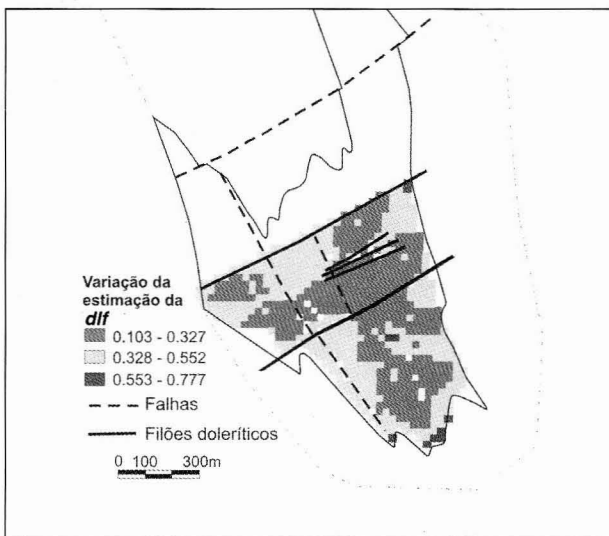 Variação da
estimação da
dlf
0.103 - 0.327
0.328 - 0.552
0.553 - 0.777
Falhas
Filões doleríticos
0 100 300m